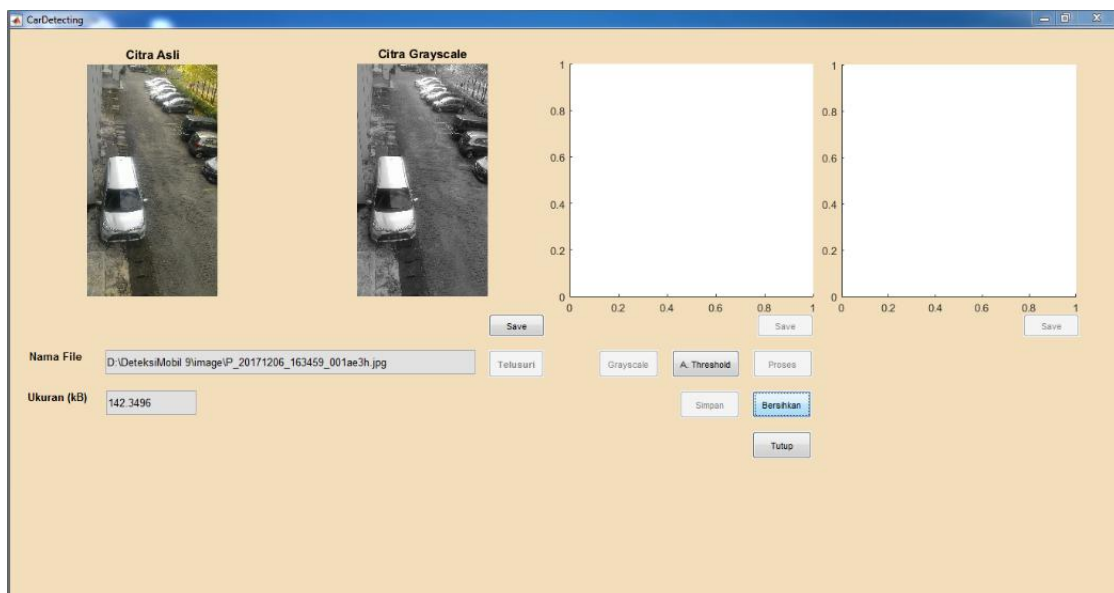 CarDetecting
Citra Asli
Citra Grayscale
1
0.8
0.6
0.4
0.2
0
0 0.2 0.4 0.6 0.8 1
1
0.8
0.6
0.4
0.2
0
0 0.2 0.4 0.6 0.8 1
Save Save Save
Nama File D:\DeteksiMobil 9\image\P_20171206_163459_001ae3h.jpg Telusuri Grayscale A. Threshold Proses
Ukuran (kB) 142.3496 Simpan Bersihkan
Tutup